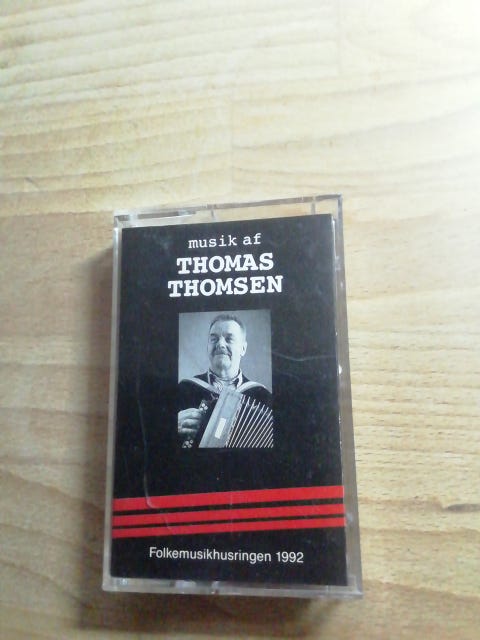 musik af
THOMAS
THOMSEN
Folkemusikhusringen 1992